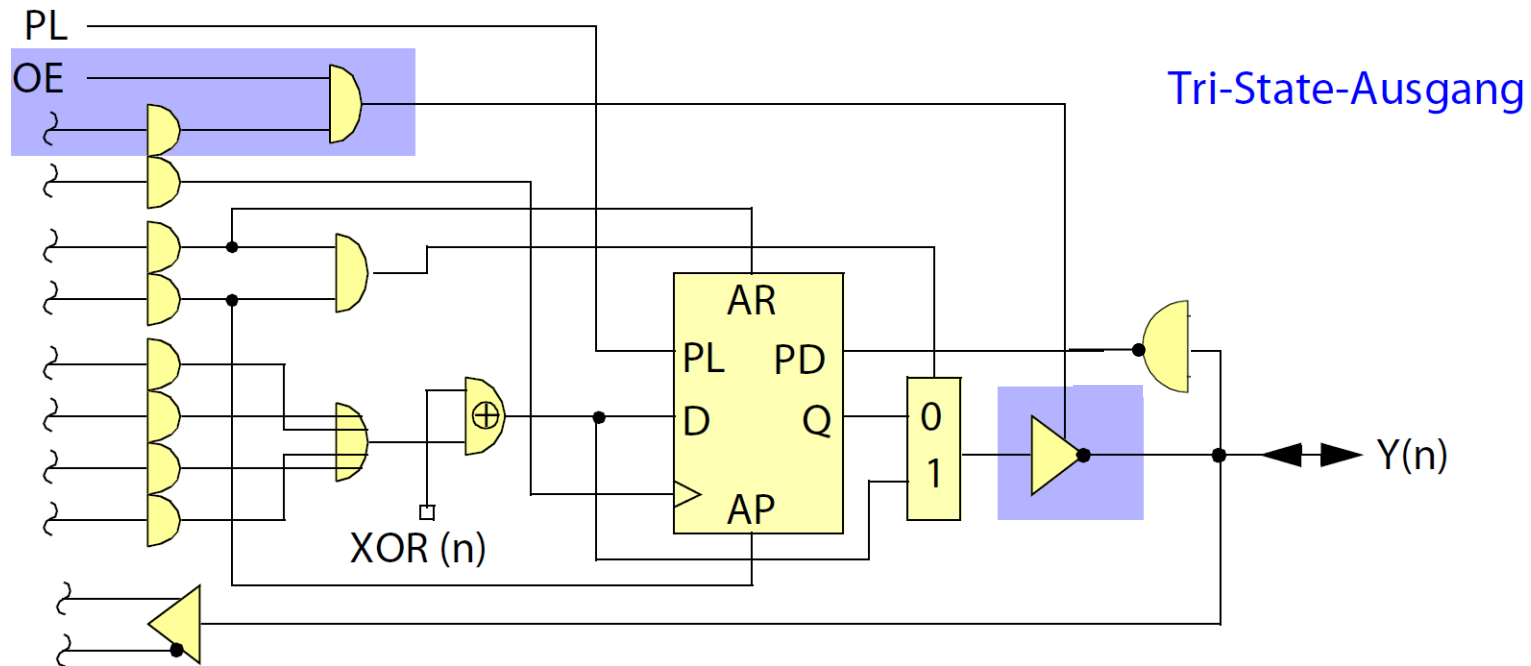 PL
OE
Tri-State-Ausgang
AR
PL PD
D Q
AP
0
1
Y(n)
XOR (n)